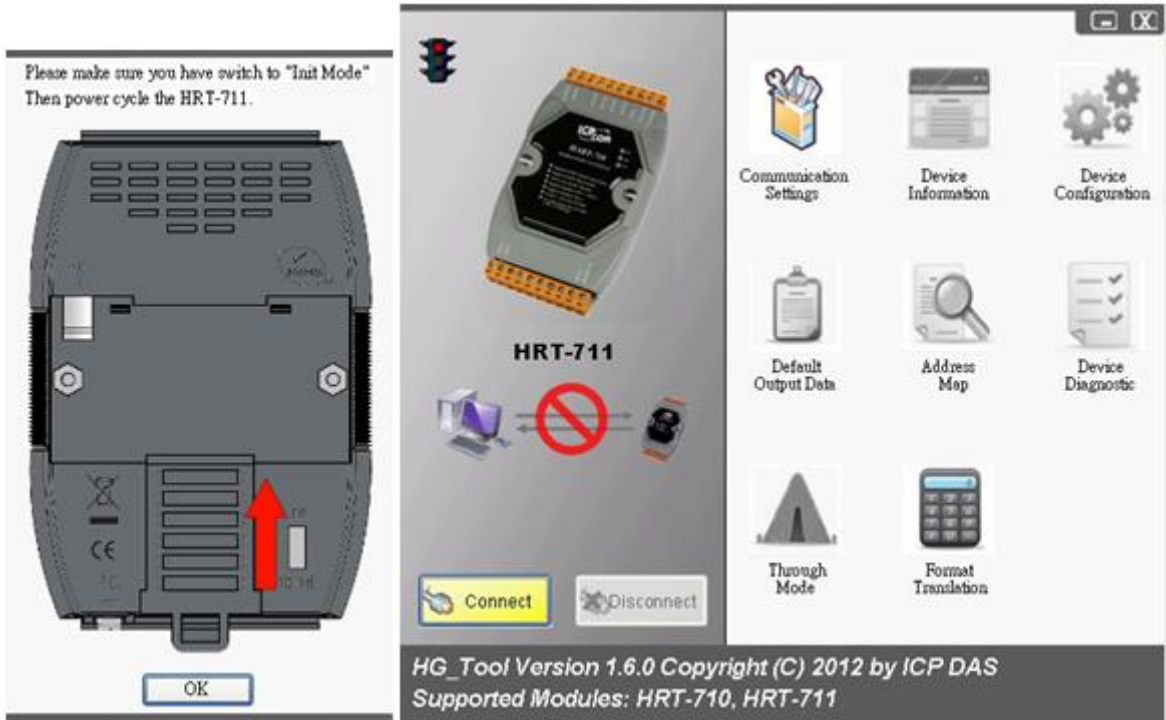 Please make sure you have switch to "Init Mode"
Then power cycle the HRT-711.
OK
ICP
CON
HRT-711
Connect
Disconnect
Communication
Settings
Device
Information
Device
Configuration
Default
Output Data
Address
Map
Device
Diagnostic
Through
Mode
Format
Translation
HG_Tool Version 1.6.0 Copyright (C) 2012 by ICP DAS
Supported Modules: HRT-710, HRT-711